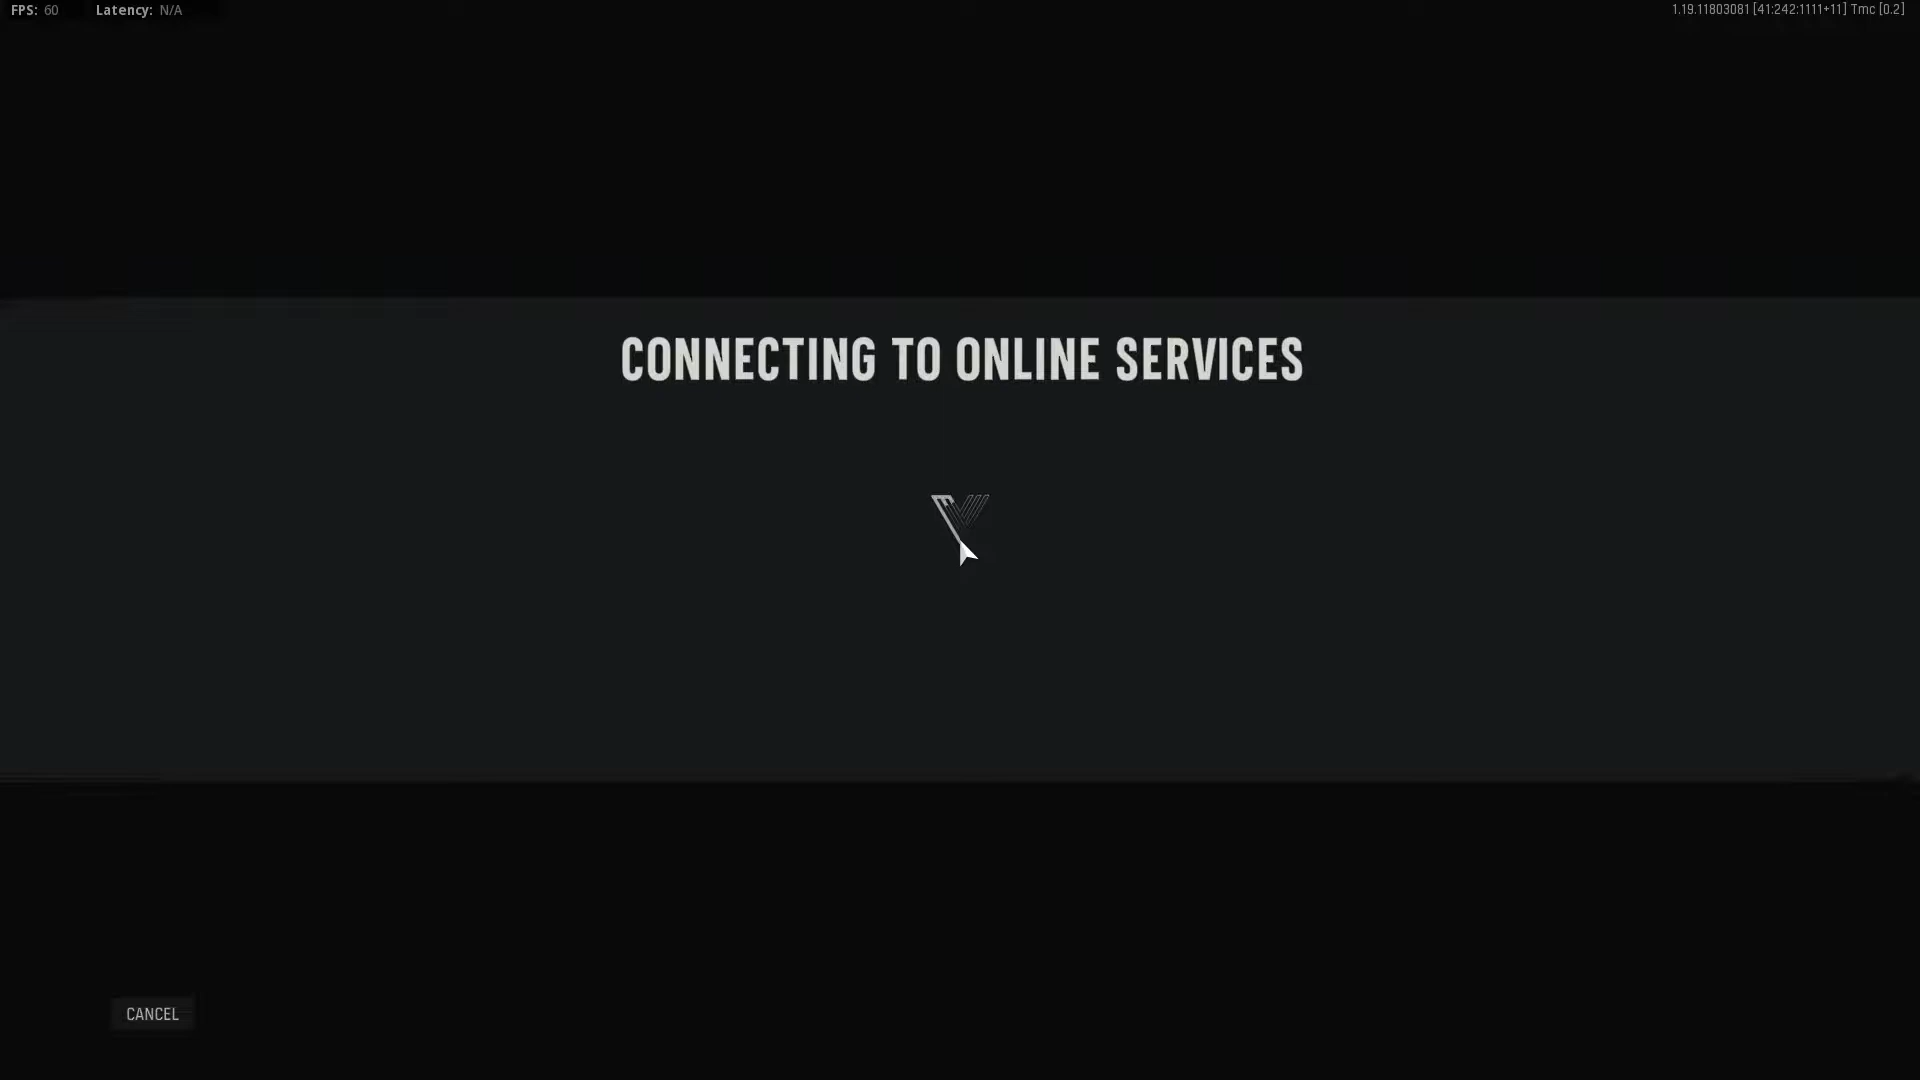 FPS: 60 Latency: N/A
1.19.11803081 [41:242:1111+11] Tmc [0.2]
CONNECTING TO ONLINE SERVICES
CANCEL